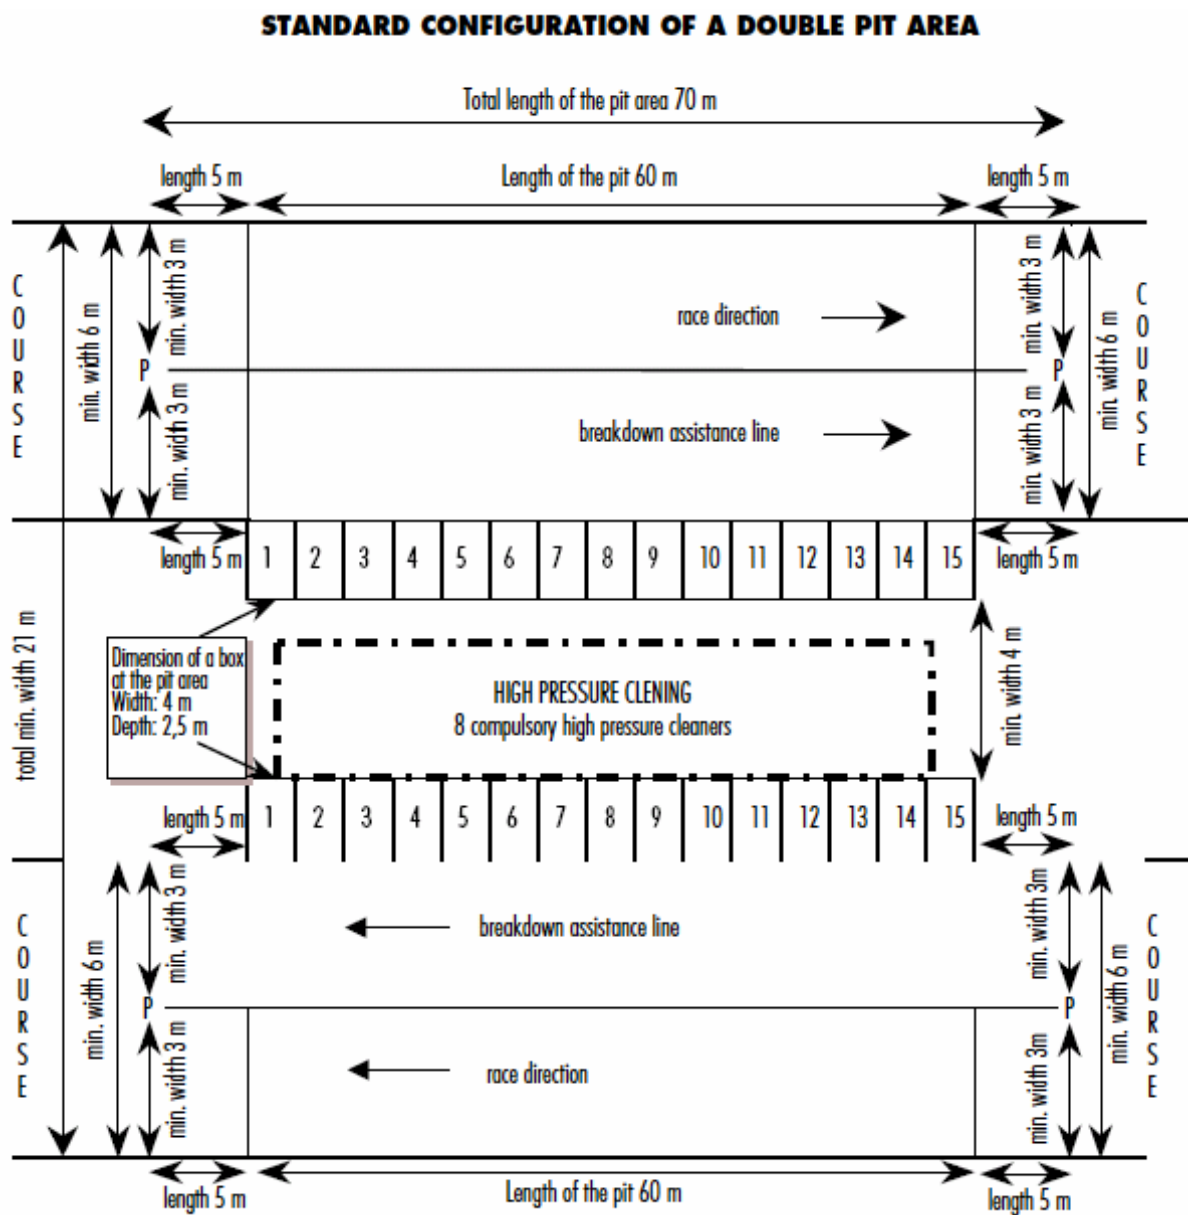 STANDARD CONFIGURATION OF A DOUBLE PIT AREA
Total length of the pit area 70 m
length 5 m
Length of the pit 60 m
length 5 m
COURSE
min. width 6 m
min. width 3 m
min. width 3 m
P
race direction
breakdown assistance line
min. width 3 m
min. width 3 m
P
min. width 6 m
COURSE
length 5 m
1 2 3 4 5 6 7 8 9 10 11 12 13 14 15
length 5 m
total min. width 21 m
Dimension of a box
at the pit area
Width: 4 m
Depth: 2,5 m
HIGH PRESSURE CLENING
8 compulsory high pressure cleaners
min. width 4 m
length 5 m
1 2 3 4 5 6 7 8 9 10 11 12 13 14 15
length 5 m
COURSE
min. width 6 m
min. width 3 m
min. width 3 m
P
breakdown assistance line
race direction
min. width 3m
min. width 3m
P
min. width 6 m
COURSE
length 5 m
Length of the pit 60 m
length 5 m